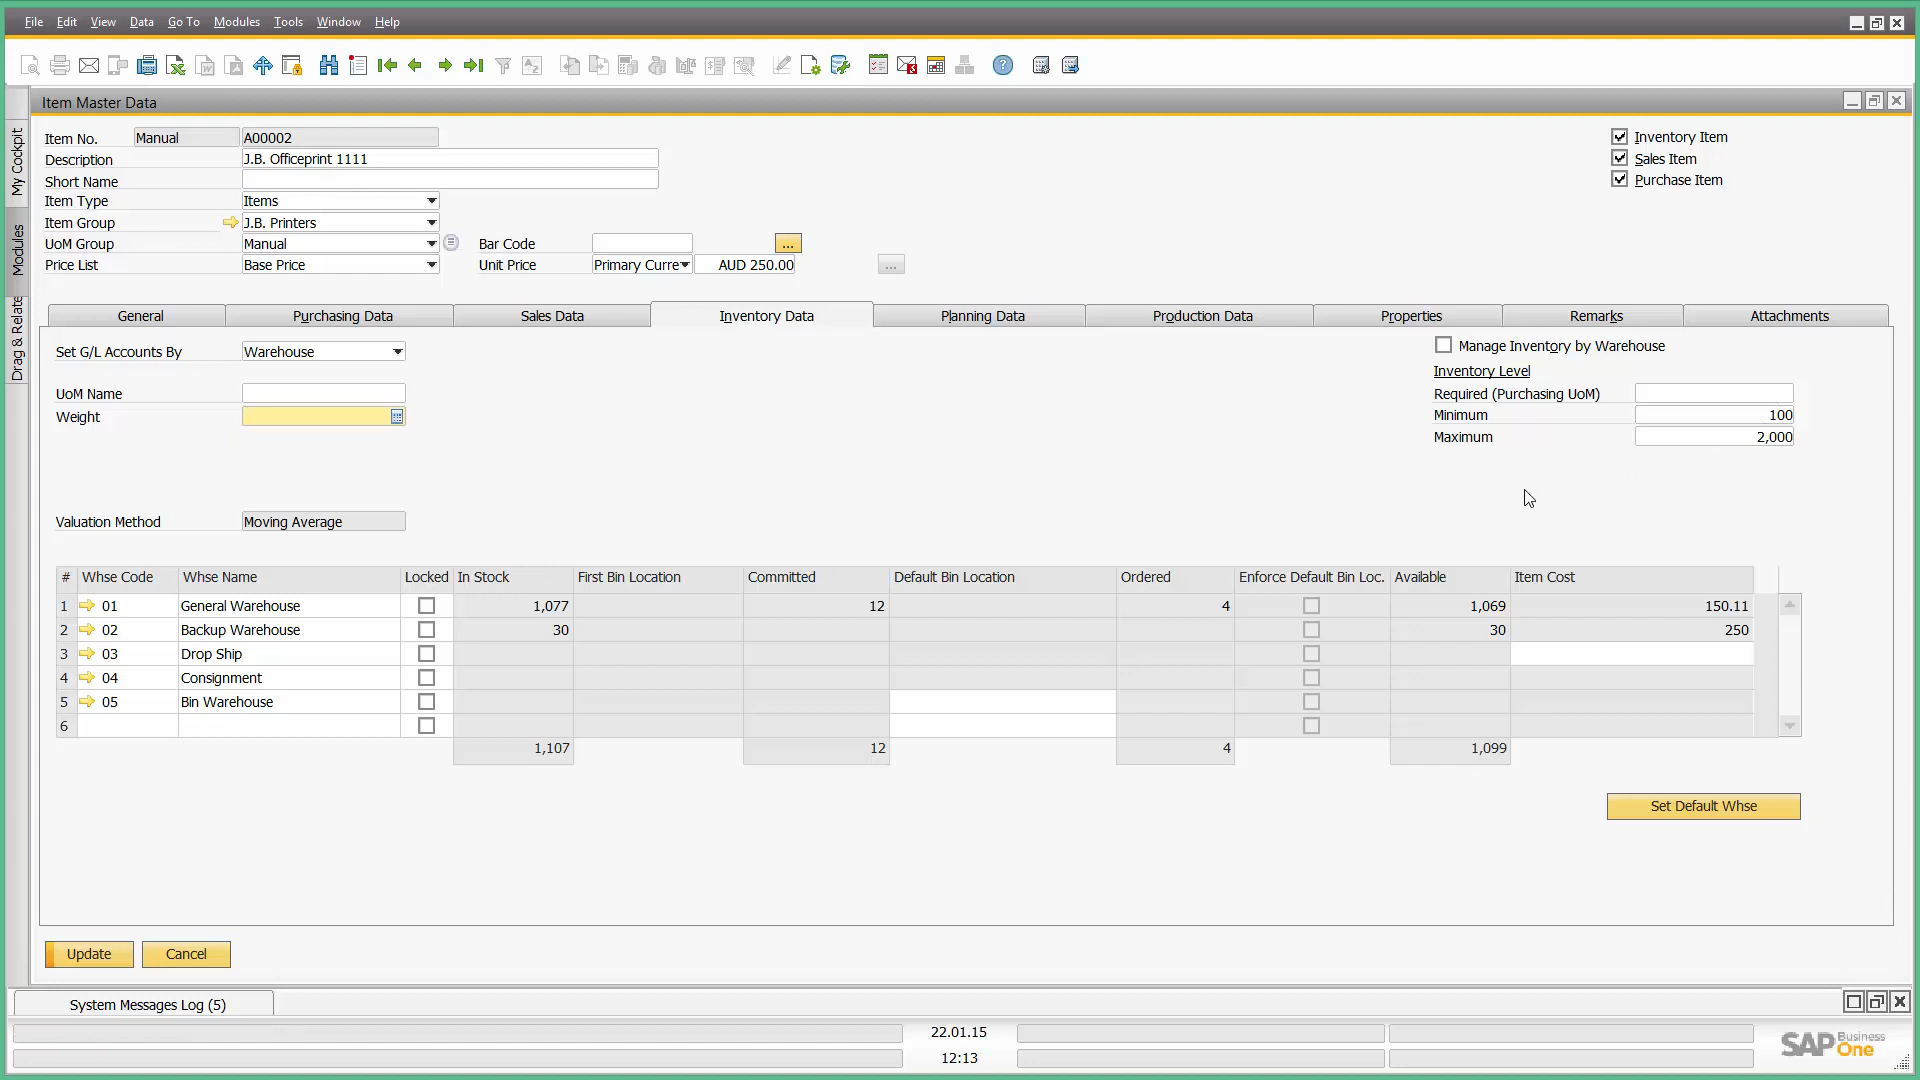 File Edit View Data Go To Modules Tools Window Help
Item Master Data
My Cockpit
Modules
Drag & Relate
Item No. Manual A00002
Description J.B. Officeprint 1111
Short Name
Item Type Items
Item Group J.B. Printers
UoM Group Manual Bar Code ...
Price List Base Price Unit Price Primary Curre AUD 250.00 ...
Inventory Item
Sales Item
Purchase Item
General Purchasing Data Sales Data Inventory Data Planning Data Production Data Properties Remarks Attachments
Set G/L Accounts By Warehouse
UoM Name
Weight
Manage Inventory by Warehouse
Inventory Level
Required (Purchasing UoM)
Minimum 100
Maximum 2,000
Valuation Method Moving Average
# Whse Code Whse Name Locked In Stock First Bin Location Committed Default Bin Location Ordered Enforce Default Bin Loc. Available Item Cost
1 01 General Warehouse 1,077 12 4 1,069 150.11
2 02 Backup Warehouse 30 30 250
3 03 Drop Ship
4 04 Consignment
5 05 Bin Warehouse
6
1,107 12 4 1,099
Set Default Whse
Update Cancel
System Messages Log (5)
22.01.15
12:13
SAP Business One